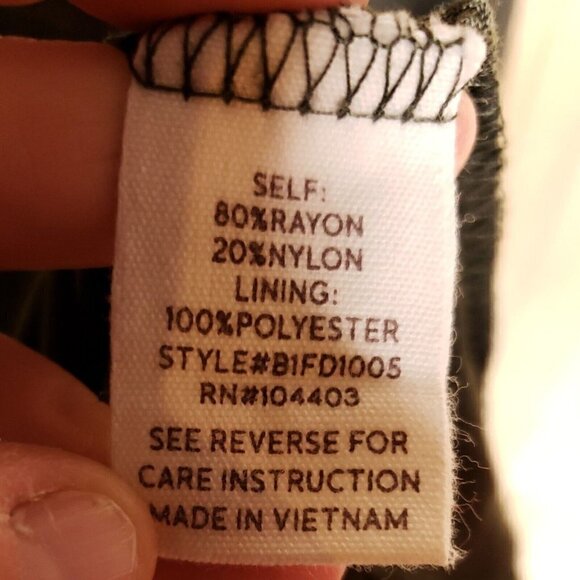 SELF:
80%RAYON
20%NYLON
LINING:
100%POLYESTER
STYLE#B1FD1005
RN#104403
SEE REVERSE FOR
CARE INSTRUCTION
MADE IN VIETNAM